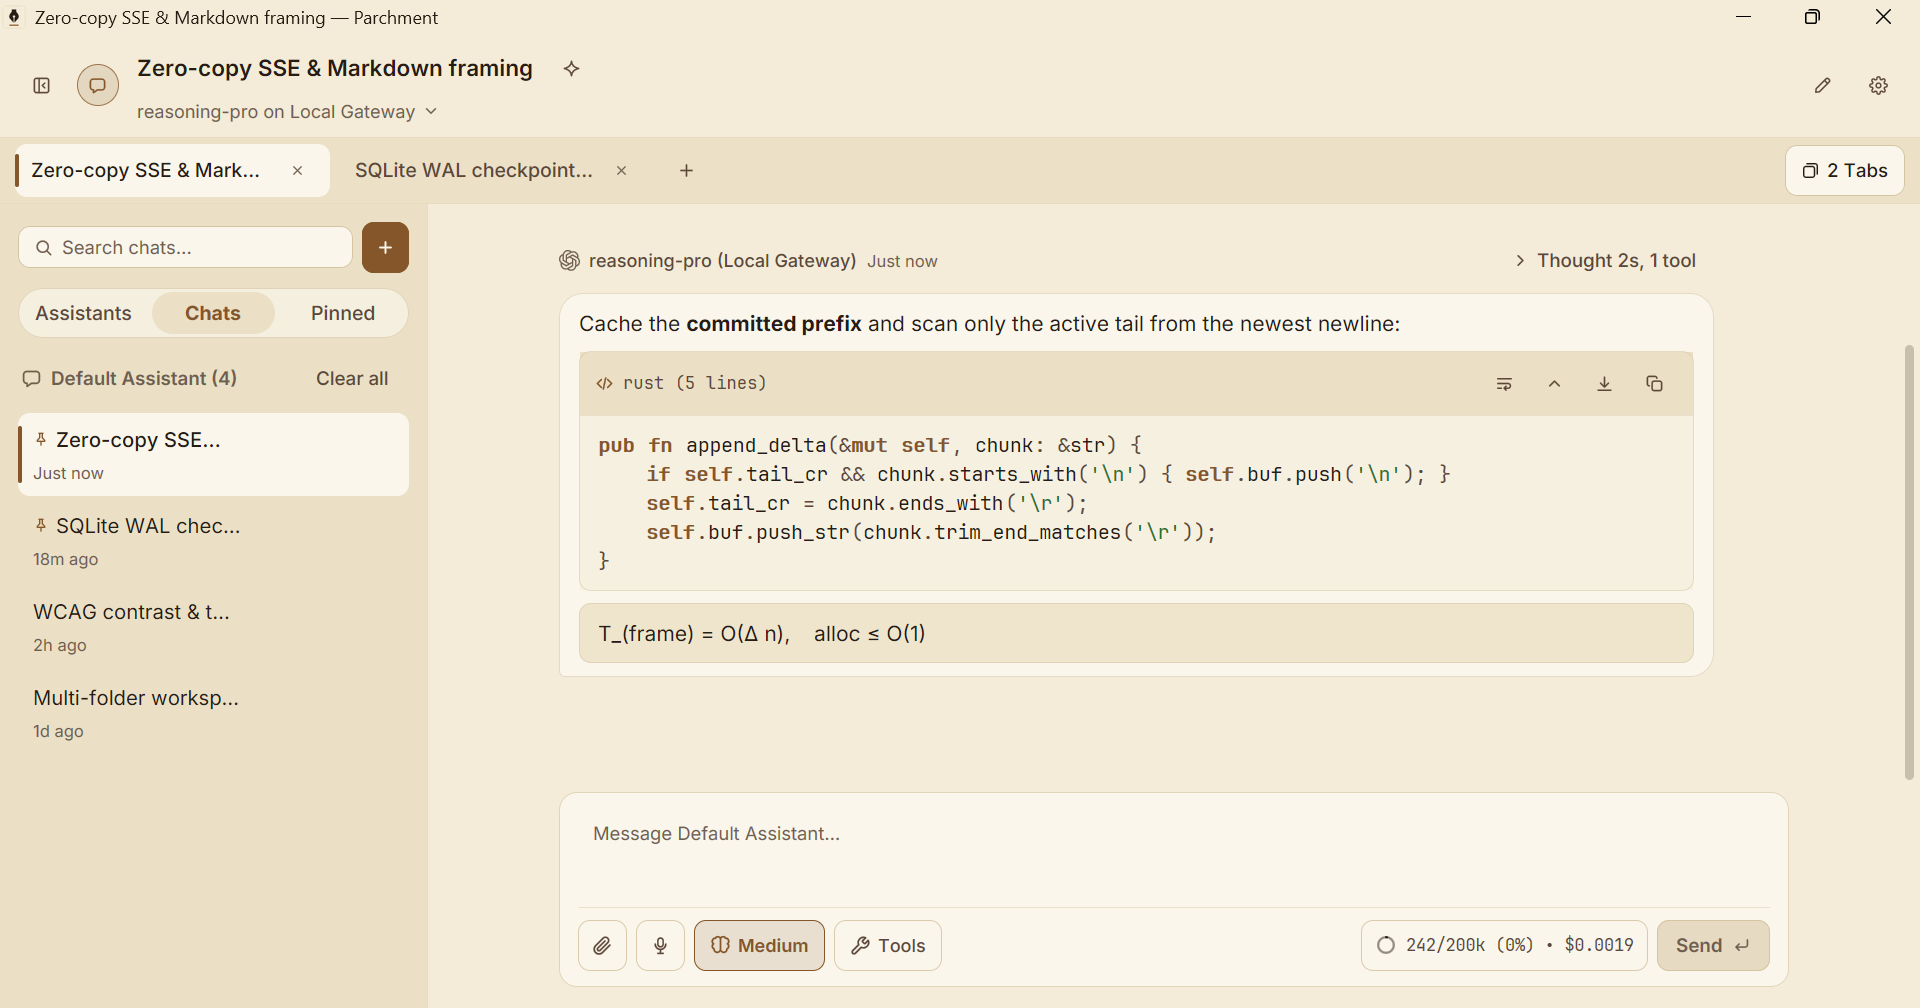 Zero-copy SSE & Markdown framing — Parchment
Zero-copy SSE & Markdown framing
reasoning-pro on Local Gateway
Zero-copy SSE & Mark...
SQLite WAL checkpoint...
2 Tabs
Search chats...
Assistants
Chats
Pinned
Default Assistant (4)
Clear all
Zero-copy SSE...
Just now
SQLite WAL chec...
18m ago
WCAG contrast & t...
2h ago
Multi-folder worksp...
1d ago
reasoning-pro (Local Gateway) Just now
Thought 2s, 1 tool
Cache the committed prefix and scan only the active tail from the newest newline:
rust (5 lines)
pub fn append_delta(&mut self, chunk: &str) {
    if self.tail_cr && chunk.starts_with('\n') { self.buf.push('\n'); }
    self.tail_cr = chunk.ends_with('\r');
    self.buf.push_str(chunk.trim_end_matches('\r'));
}
T_(frame) = O(Δ n), alloc ≤ O(1)
Message Default Assistant...
Medium
Tools
242/200k (0%) • $0.0019
Send